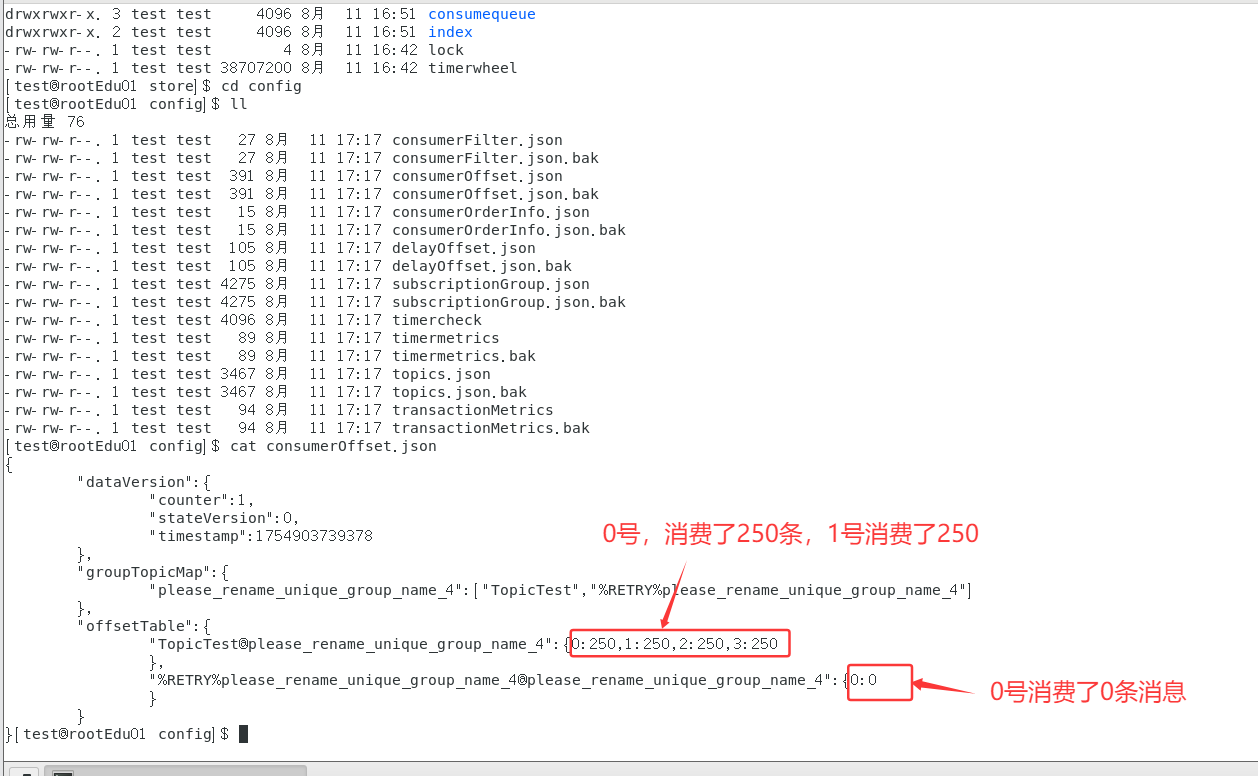 drwxrwxr-x. 3 test test     4096 8月  11 16:51 consumequeue
drwxrwxr-x. 2 test test     4096 8月  11 16:51 index
-rw-rw-r--. 1 test test        4 8月  11 16:42 lock
-rw-rw-r--. 1 test test 38707200 8月  11 16:42 timerwheel
[test@rootEdu01 store]$ cd config
[test@rootEdu01 config]$ ll
总用量 76
-rw-rw-r--. 1 test test   27 8月  11 17:17 consumerFilter.json
-rw-rw-r--. 1 test test   27 8月  11 17:17 consumerFilter.json.bak
-rw-rw-r--. 1 test test  391 8月  11 17:17 consumerOffset.json
-rw-rw-r--. 1 test test  391 8月  11 17:17 consumerOffset.json.bak
-rw-rw-r--. 1 test test   15 8月  11 17:17 consumerOrderInfo.json
-rw-rw-r--. 1 test test   15 8月  11 17:17 consumerOrderInfo.json.bak
-rw-rw-r--. 1 test test  105 8月  11 17:17 delayOffset.json
-rw-rw-r--. 1 test test  105 8月  11 17:17 delayOffset.json.bak
-rw-rw-r--. 1 test test 4275 8月  11 17:17 subscriptionGroup.json
-rw-rw-r--. 1 test test 4275 8月  11 17:17 subscriptionGroup.json.bak
-rw-rw-r--. 1 test test 4096 8月  11 17:17 timercheck
-rw-rw-r--. 1 test test   89 8月  11 17:17 timermetrics
-rw-rw-r--. 1 test test   89 8月  11 17:17 timermetrics.bak
-rw-rw-r--. 1 test test 3467 8月  11 17:17 topics.json
-rw-rw-r--. 1 test test 3467 8月  11 17:17 topics.json.bak
-rw-rw-r--. 1 test test   94 8月  11 17:17 transactionMetrics
-rw-rw-r--. 1 test test   94 8月  11 17:17 transactionMetrics.bak
[test@rootEdu01 config]$ cat consumerOffset.json
{
"dataVersion":{
"counter":1,
"stateVersion":0,
"timestamp":1754903739378
0号，消费了250条，1号消费了250
},
"groupTopicMap":{
"please_rename_unique_group_name_4":["TopicTest","%RETRY%please_rename_unique_group_name_4"]
},
"offsetTable":{
"TopicTest@please_rename_unique_group_name_4":{0:250,1:250,2:250,3:250
},
"%RETRY%please_rename_unique_group_name_4@please_rename_unique_group_name_4":{0:0
0号消费了0条消息
}
}
}[test@rootEdu01 config]$